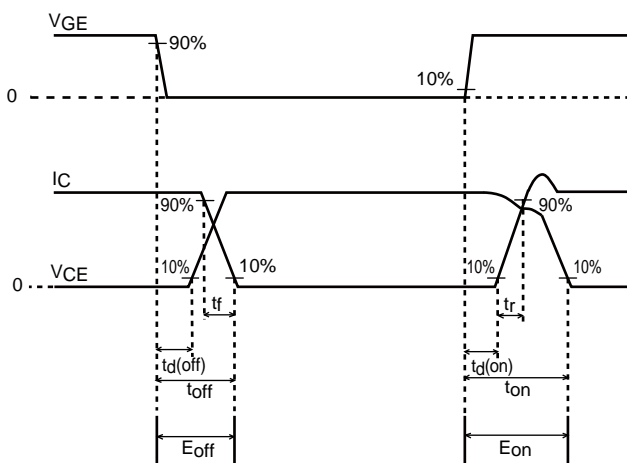 VGE
90%
10%
0
IC
90%
90%
VCE
10%
10%
10%
10%
0
tf
tr
td(off)
td(on)
toff
ton
Eoff
Eon